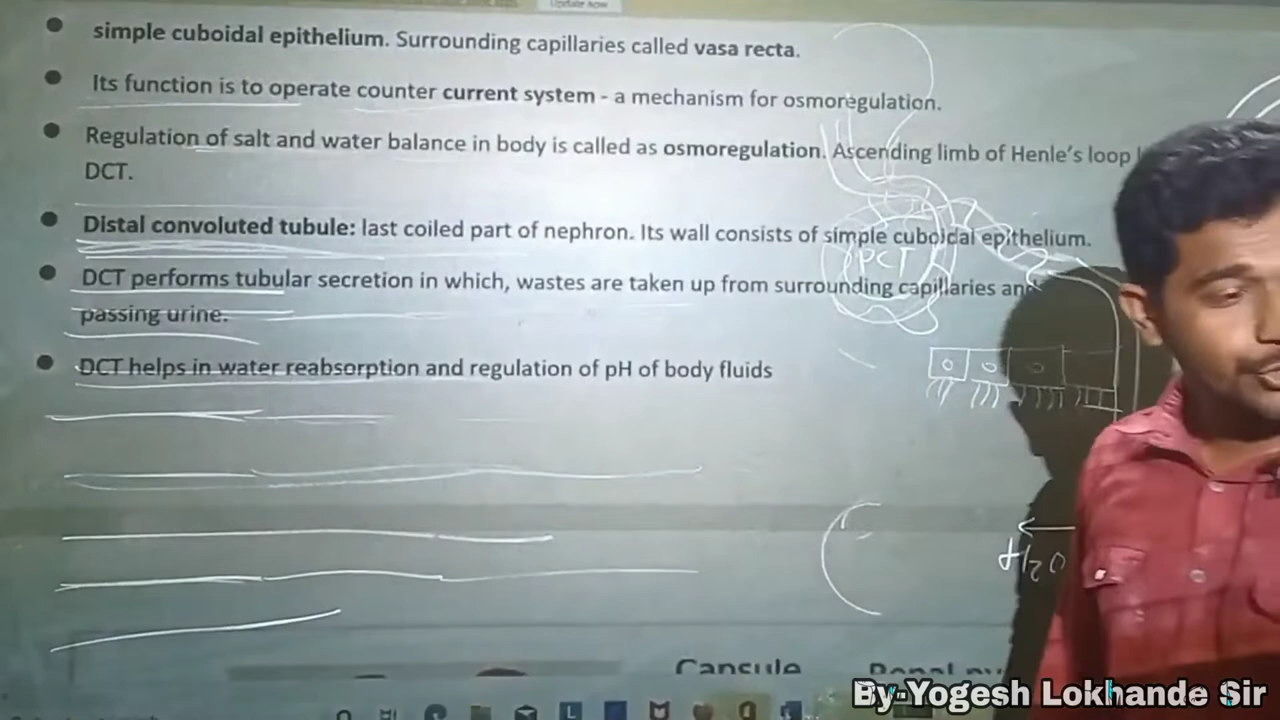 Update now
simple cuboidal epithelium. Surrounding capillaries called vasa recta.
Its function is to operate counter current system - a mechanism for osmoregulation.
Regulation of salt and water balance in body is called as osmoregulation. Ascending limb of Henle's loop
DCT.
Distal convoluted tubule: last coiled part of nephron. Its wall consists of simple cuboidal epithelium.
DCT performs tubular secretion in which, wastes are taken up from surrounding capillaries and
passing urine.
DCT helps in water reabsorption and regulation of pH of body fluids
PCT
H2O
Capsule
Renal
By-Yogesh Lokhande Sir